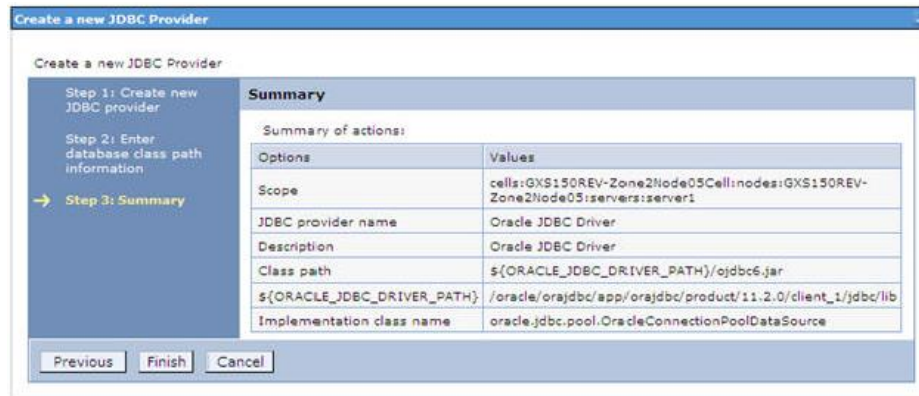 Create a new JDBC Provider
Create a new JDBC Provider
Step 1: Create new
JDBC provider
Step 2: Enter
database class path
information
Step 3: Summary
Summary
Summary of actions:
Options Values
Scope cells:GXS150REV-Zone2Node05Cell:nodes:GXS150REV-
Zone2Node05:servers:server1
JDBC provider name Oracle JDBC Driver
Description Oracle JDBC Driver
Class path ${ORACLE_JDBC_DRIVER_PATH}/ojdbc6.jar
${ORACLE_JDBC_DRIVER_PATH} /oracle/orajdbc/app/orajdbc/product/11.2.0/client_1/jdbc/lib
Implementation class name oracle.jdbc.pool.OracleConnectionPoolDataSource
Previous Finish Cancel